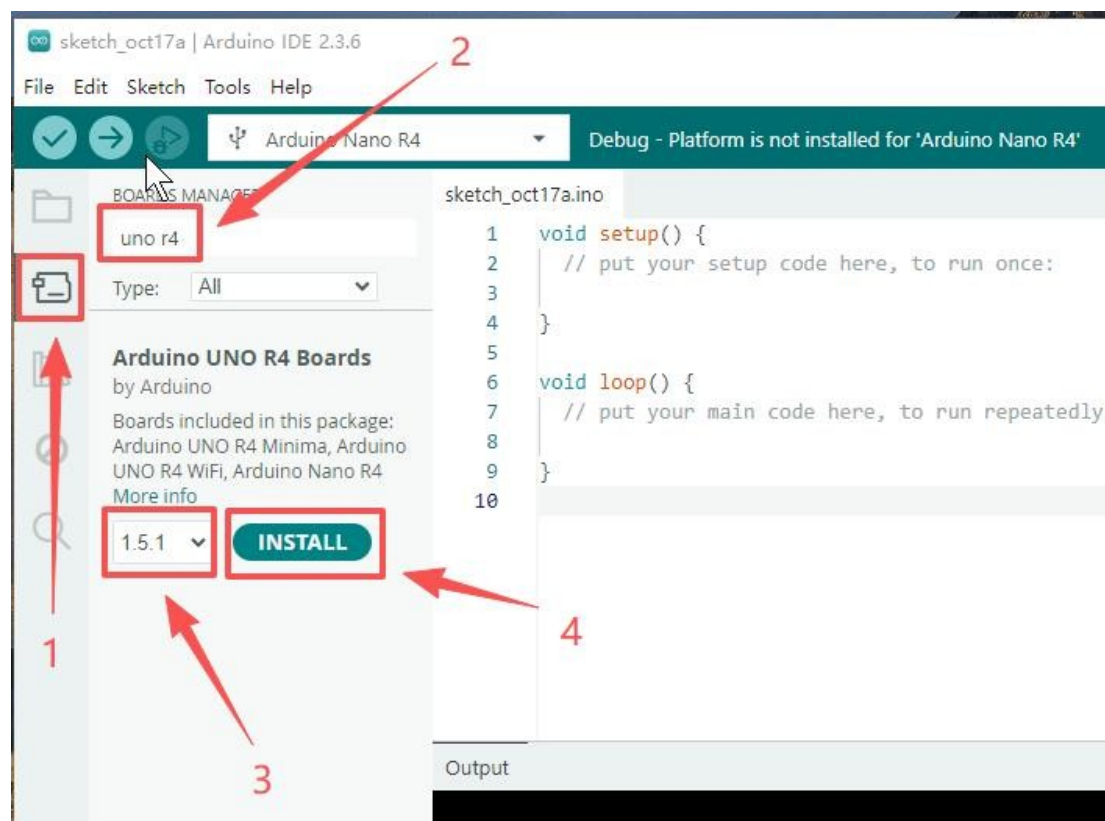 sketch_oct17a | Arduino IDE 2.3.6
2
File Edit Sketch Tools Help
Arduino Nano R4
Debug - Platform is not installed for 'Arduino Nano R4'
BOARDS MANAGER
sketch_oct17a.ino
uno r4
Type: All
Arduino UNO R4 Boards
by Arduino
Boards included in this package:
Arduino UNO R4 Minima, Arduino
UNO R4 WiFi, Arduino Nano R4
More info
1.5.1
INSTALL
1 void setup() {
2 // put your setup code here, to run once:
3
4 }
5
6 void loop() {
7 // put your main code here, to run repeatedly
8
9 }
10
1
4
3
Output